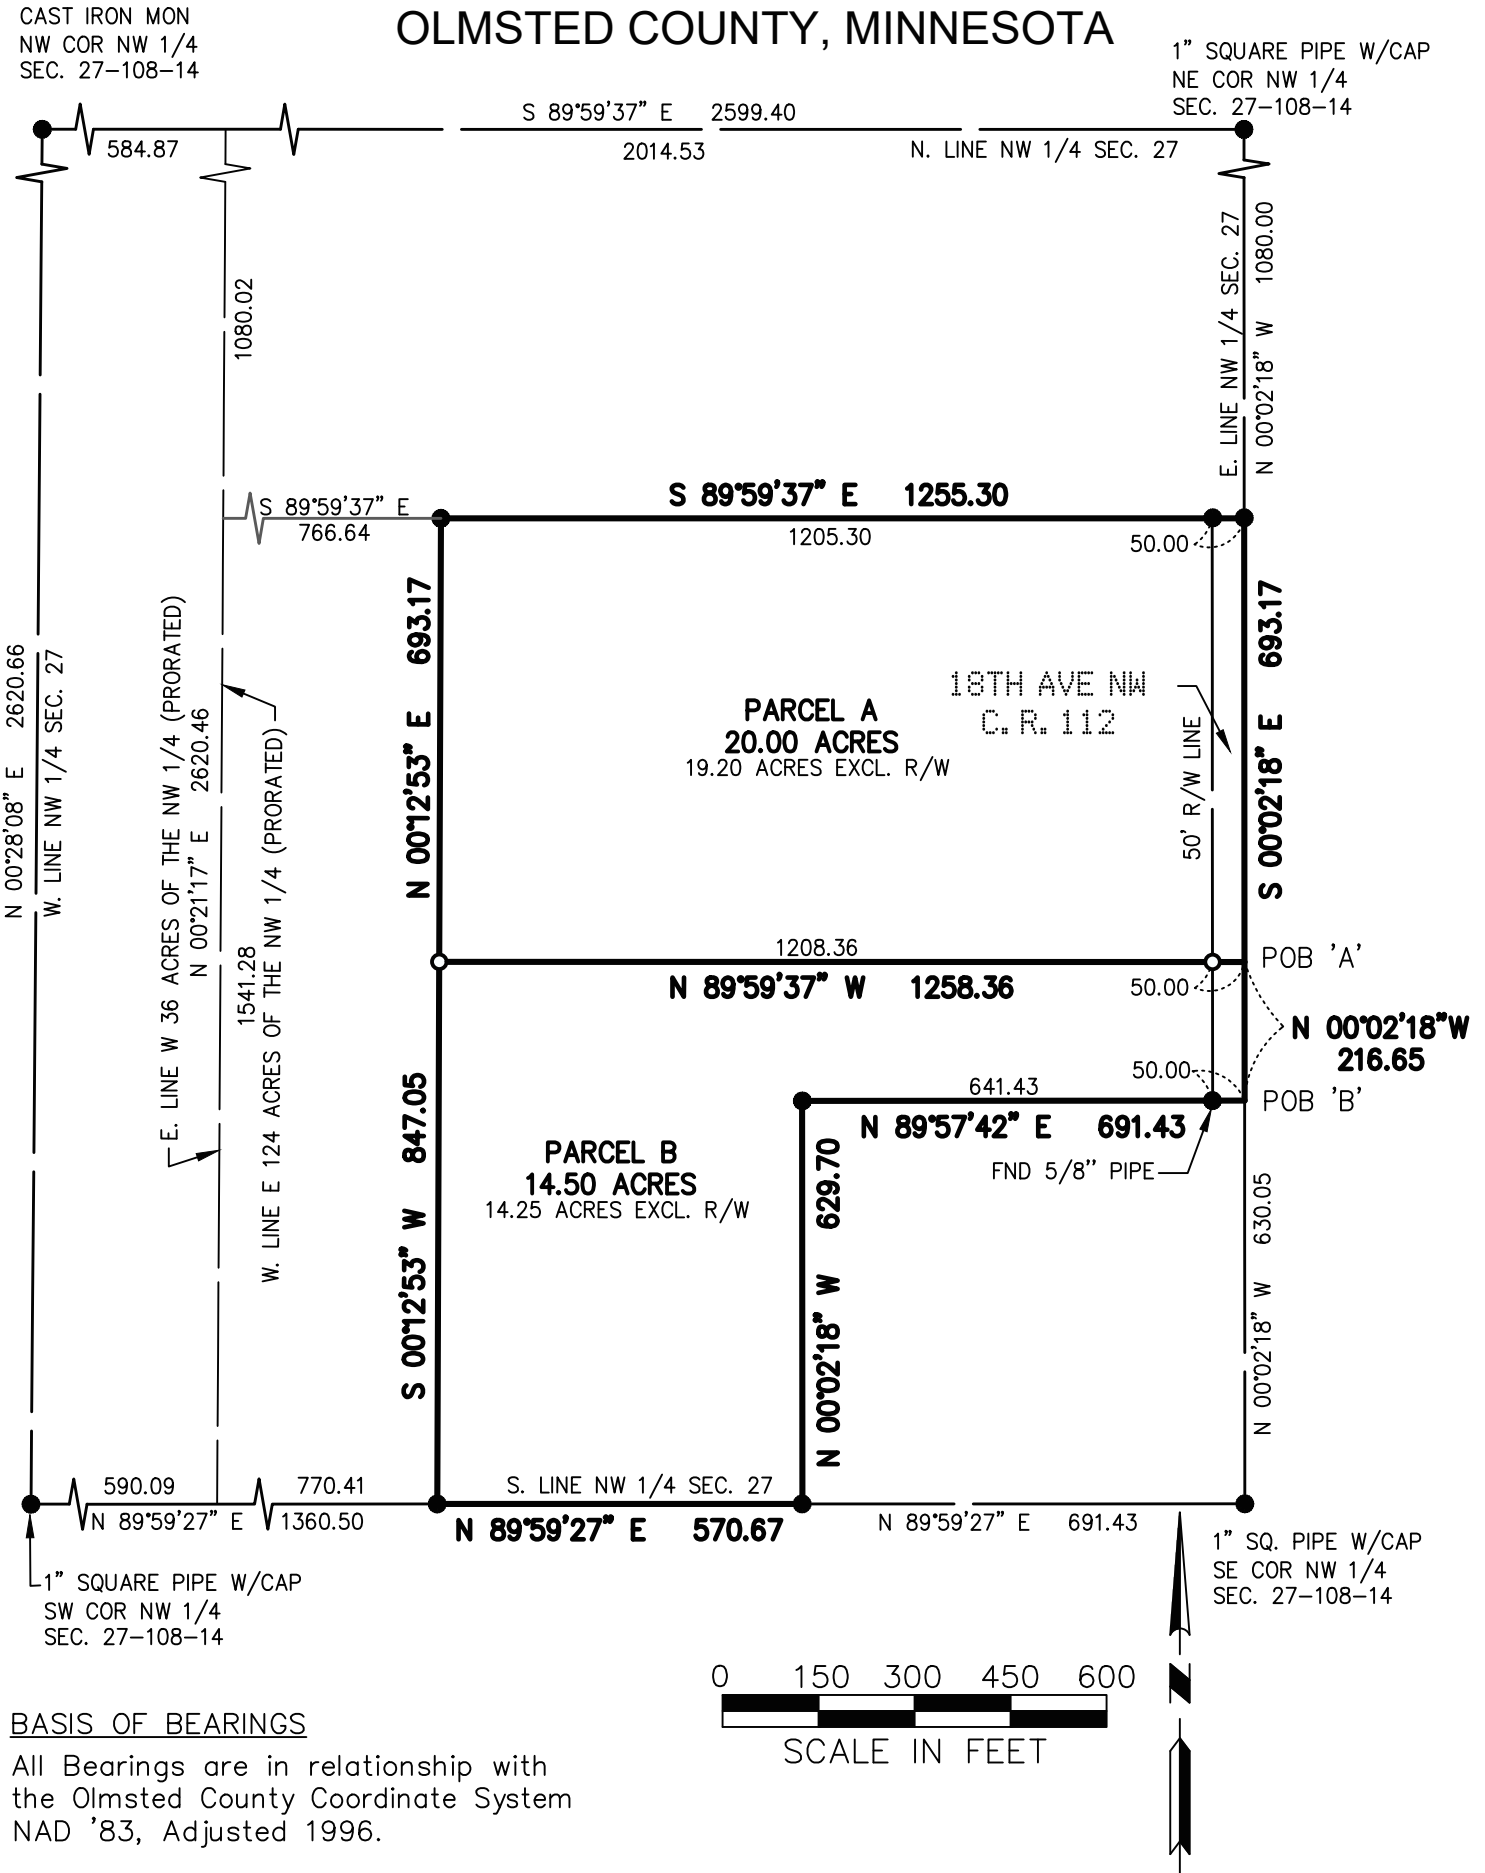 OLMSTED COUNTY, MINNESOTA
CAST IRON MON
NW COR NW 1/4
SEC. 27-108-14
1" SQUARE PIPE W/CAP
NE COR NW 1/4
SEC. 27-108-14
S 89°59'37" E 2599.40
584.87
2014.53
N. LINE NW 1/4 SEC. 27
1080.02
E. LINE NW 1/4 SEC. 27
N 00°02'18" W 1080.00
S 89°59'37" E
766.64
S 89°59'37" E 1255.30
1205.30
50.00
N 00°28'08" E 2620.66
W. LINE NW 1/4 SEC. 27
E. LINE W 36 ACRES OF THE NW 1/4 (PRORATED)
N 00°21'17" E 2620.46
1541.28
W. LINE E 124 ACRES OF THE NW 1/4 (PRORATED)
N 00°12'53" E 693.17
PARCEL A
20.00 ACRES
19.20 ACRES EXCL. R/W
18TH AVE NW
C. R. 112
50' R/W LINE
S 00°02'18" E 693.17
1208.36
N 89°59'37" W 1258.36
50.00
POB 'A'
N 00°02'18"W
216.65
50.00
641.43
N 89°57'42" E 691.43
POB 'B'
FND 5/8" PIPE
S 00°12'53" W 847.05
PARCEL B
14.50 ACRES
14.25 ACRES EXCL. R/W
N 00°02'18" W 629.70
N 00°02'18" W 630.05
590.09
770.41
N 89°59'27" E 1360.50
S. LINE NW 1/4 SEC. 27
N 89°59'27" E 570.67
N 89°59'27" E 691.43
1" SQUARE PIPE W/CAP
SW COR NW 1/4
SEC. 27-108-14
1" SQ. PIPE W/CAP
SE COR NW 1/4
SEC. 27-108-14
0 150 300 450 600
SCALE IN FEET
N
BASIS OF BEARINGS
All Bearings are in relationship with
the Olmsted County Coordinate System
NAD '83, Adjusted 1996.